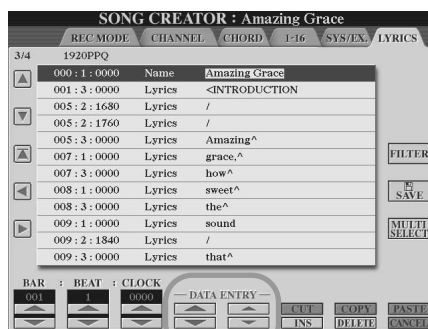 SONG CREATOR : Amazing Grace
REC MODE CHANNEL CHORD 1-16 SYS/EX. LYRICS
3/4 1920PPQ
000 : 1 : 0000 Name Amazing Grace
001 : 3 : 0000 Lyrics <INTRODUCTION
005 : 2 : 1680 Lyrics /
005 : 2 : 1760 Lyrics /
005 : 3 : 0000 Lyrics Amazing^
007 : 1 : 0000 Lyrics grace,^
007 : 3 : 0000 Lyrics how^
008 : 1 : 0000 Lyrics sweet^
008 : 3 : 0000 Lyrics the^
009 : 1 : 0000 Lyrics sound
009 : 2 : 1840 Lyrics /
009 : 3 : 0000 Lyrics that^
FILTER
SAVE
MULTI
SELECT
BAR : BEAT : CLOCK
001 1 0000
DATA ENTRY
CUT COPY PASTE
INS DELETE CANCEL